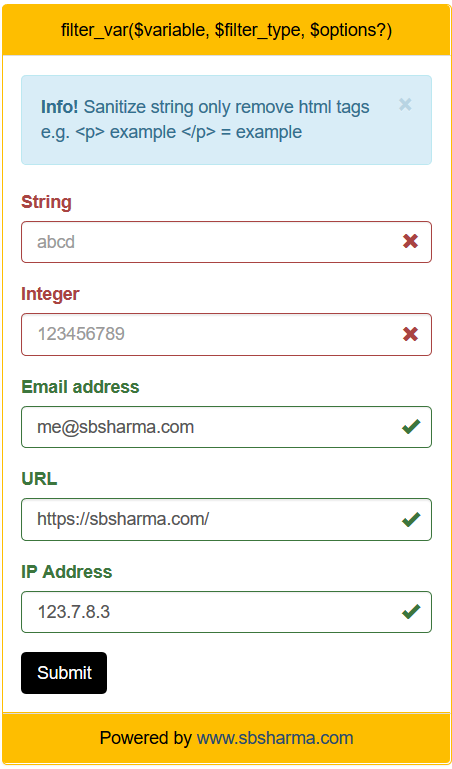 filter_var($variable, $filter_type, $options?)
Info! Sanitize string only remove html tags ×
e.g. <p> example </p> = example
String
abcd
Integer
123456789
Email address
me@sbsharma.com
URL
https://sbsharma.com/
IP Address
123.7.8.3
Submit
Powered by www.sbsharma.com